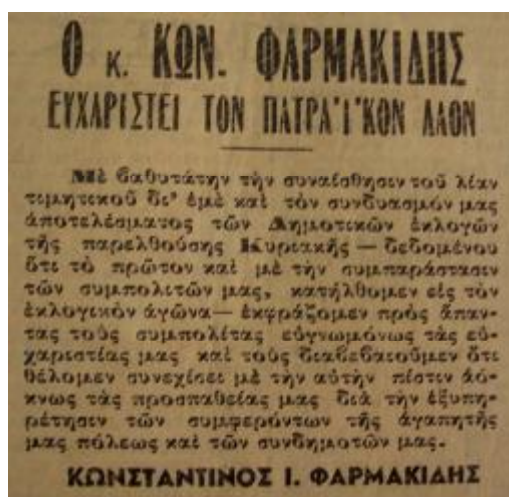 Ο κ. ΚΩΝ. ΦΑΡΜΑΚΙΔΗΣ
ΕΥΧΑΡΙΣΤΕΙ ΤΟΝ ΠΑΤΡΑ·Ι·ΚΟΝ ΛΑΟΝ
Μὲ βαθυτάτην τὴν συναίσθησιν τοῦ λίαν
τιμητικοῦ δι' ἐμὲ καὶ τὸν συνδυασμόν μας
ἀποτελέσματος τῶν Δημοτικῶν ἐκλογῶν
τῆς παρελθούσης Κυριακῆς — δεδομένου
ὅτι τὸ πρῶτον καὶ μὲ τὴν συμπαράστασιν
τῶν συμπολιτῶν μας, κατήλθομεν εἰς τὸν
ἐκλογικὸν ἀγῶνα— ἐκφράζομεν πρὸς ἅπαν-
τας τοὺς συμπολίτας εὐγνωμόνως τὰς εὐ-
χαριστίας μας καὶ τοὺς διαβεβαιοῦμεν ὅτι
θέλομεν συνεχίσει μὲ τὴν αὐτὴν πίστιν ἀό-
κνως τὰς προσπαθείας μας διὰ τὴν ἐξυπη-
ρέτησιν τῶν συμφερόντων τῆς ἀγαπητῆς
μας πόλεως καὶ τῶν συνδημοτῶν μας.
ΚΩΝΣΤΑΝΤΙΝΟΣ Ι. ΦΑΡΜΑΚΙΔΗΣ